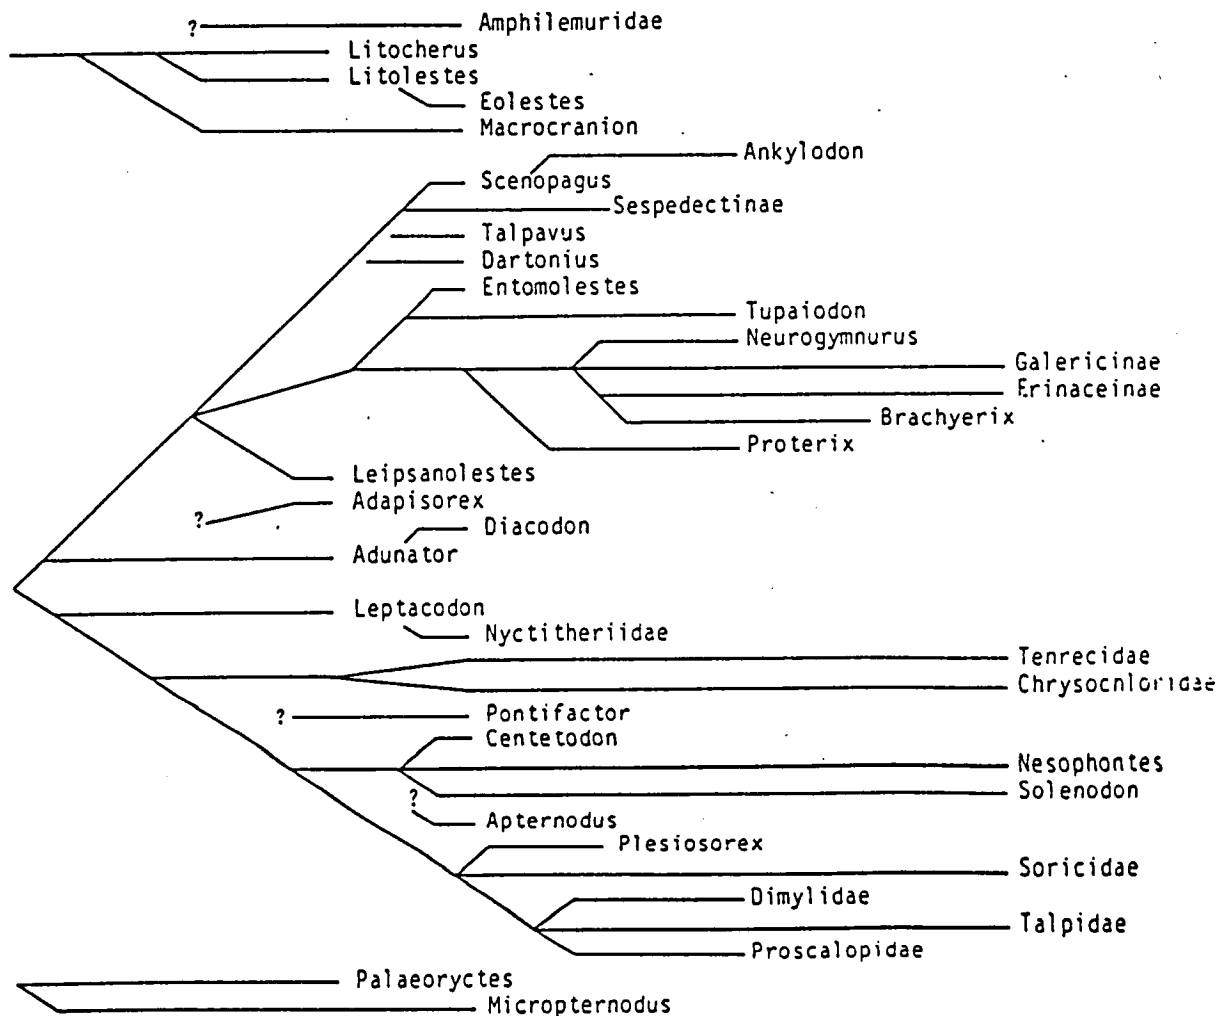 ? Amphilemuridae
Litocherus
Litolestes
Eolestes
Macrocranion
Ankylodon
Scenopagus
Sespedectinae
Talpavus
Dartonius
Entomolestes
Tupaiodon
Neurogymnurus
Galericinae
Erinaceinae
Brachyerix
Proterix
Leipsanolestes
Adapisorex
?
Diacodon
Adunator
Leptacodon
Nyctitheriidae
Tenrecidae
Chrysochloridae
? Pontifactor
Centetodon
Nesophontes
Solenodon
?
Apternodus
Plesiosorex
Soricidae
Dimylidae
Talpidae
Proscalopidae
Palaeoryctes
Micropternodus